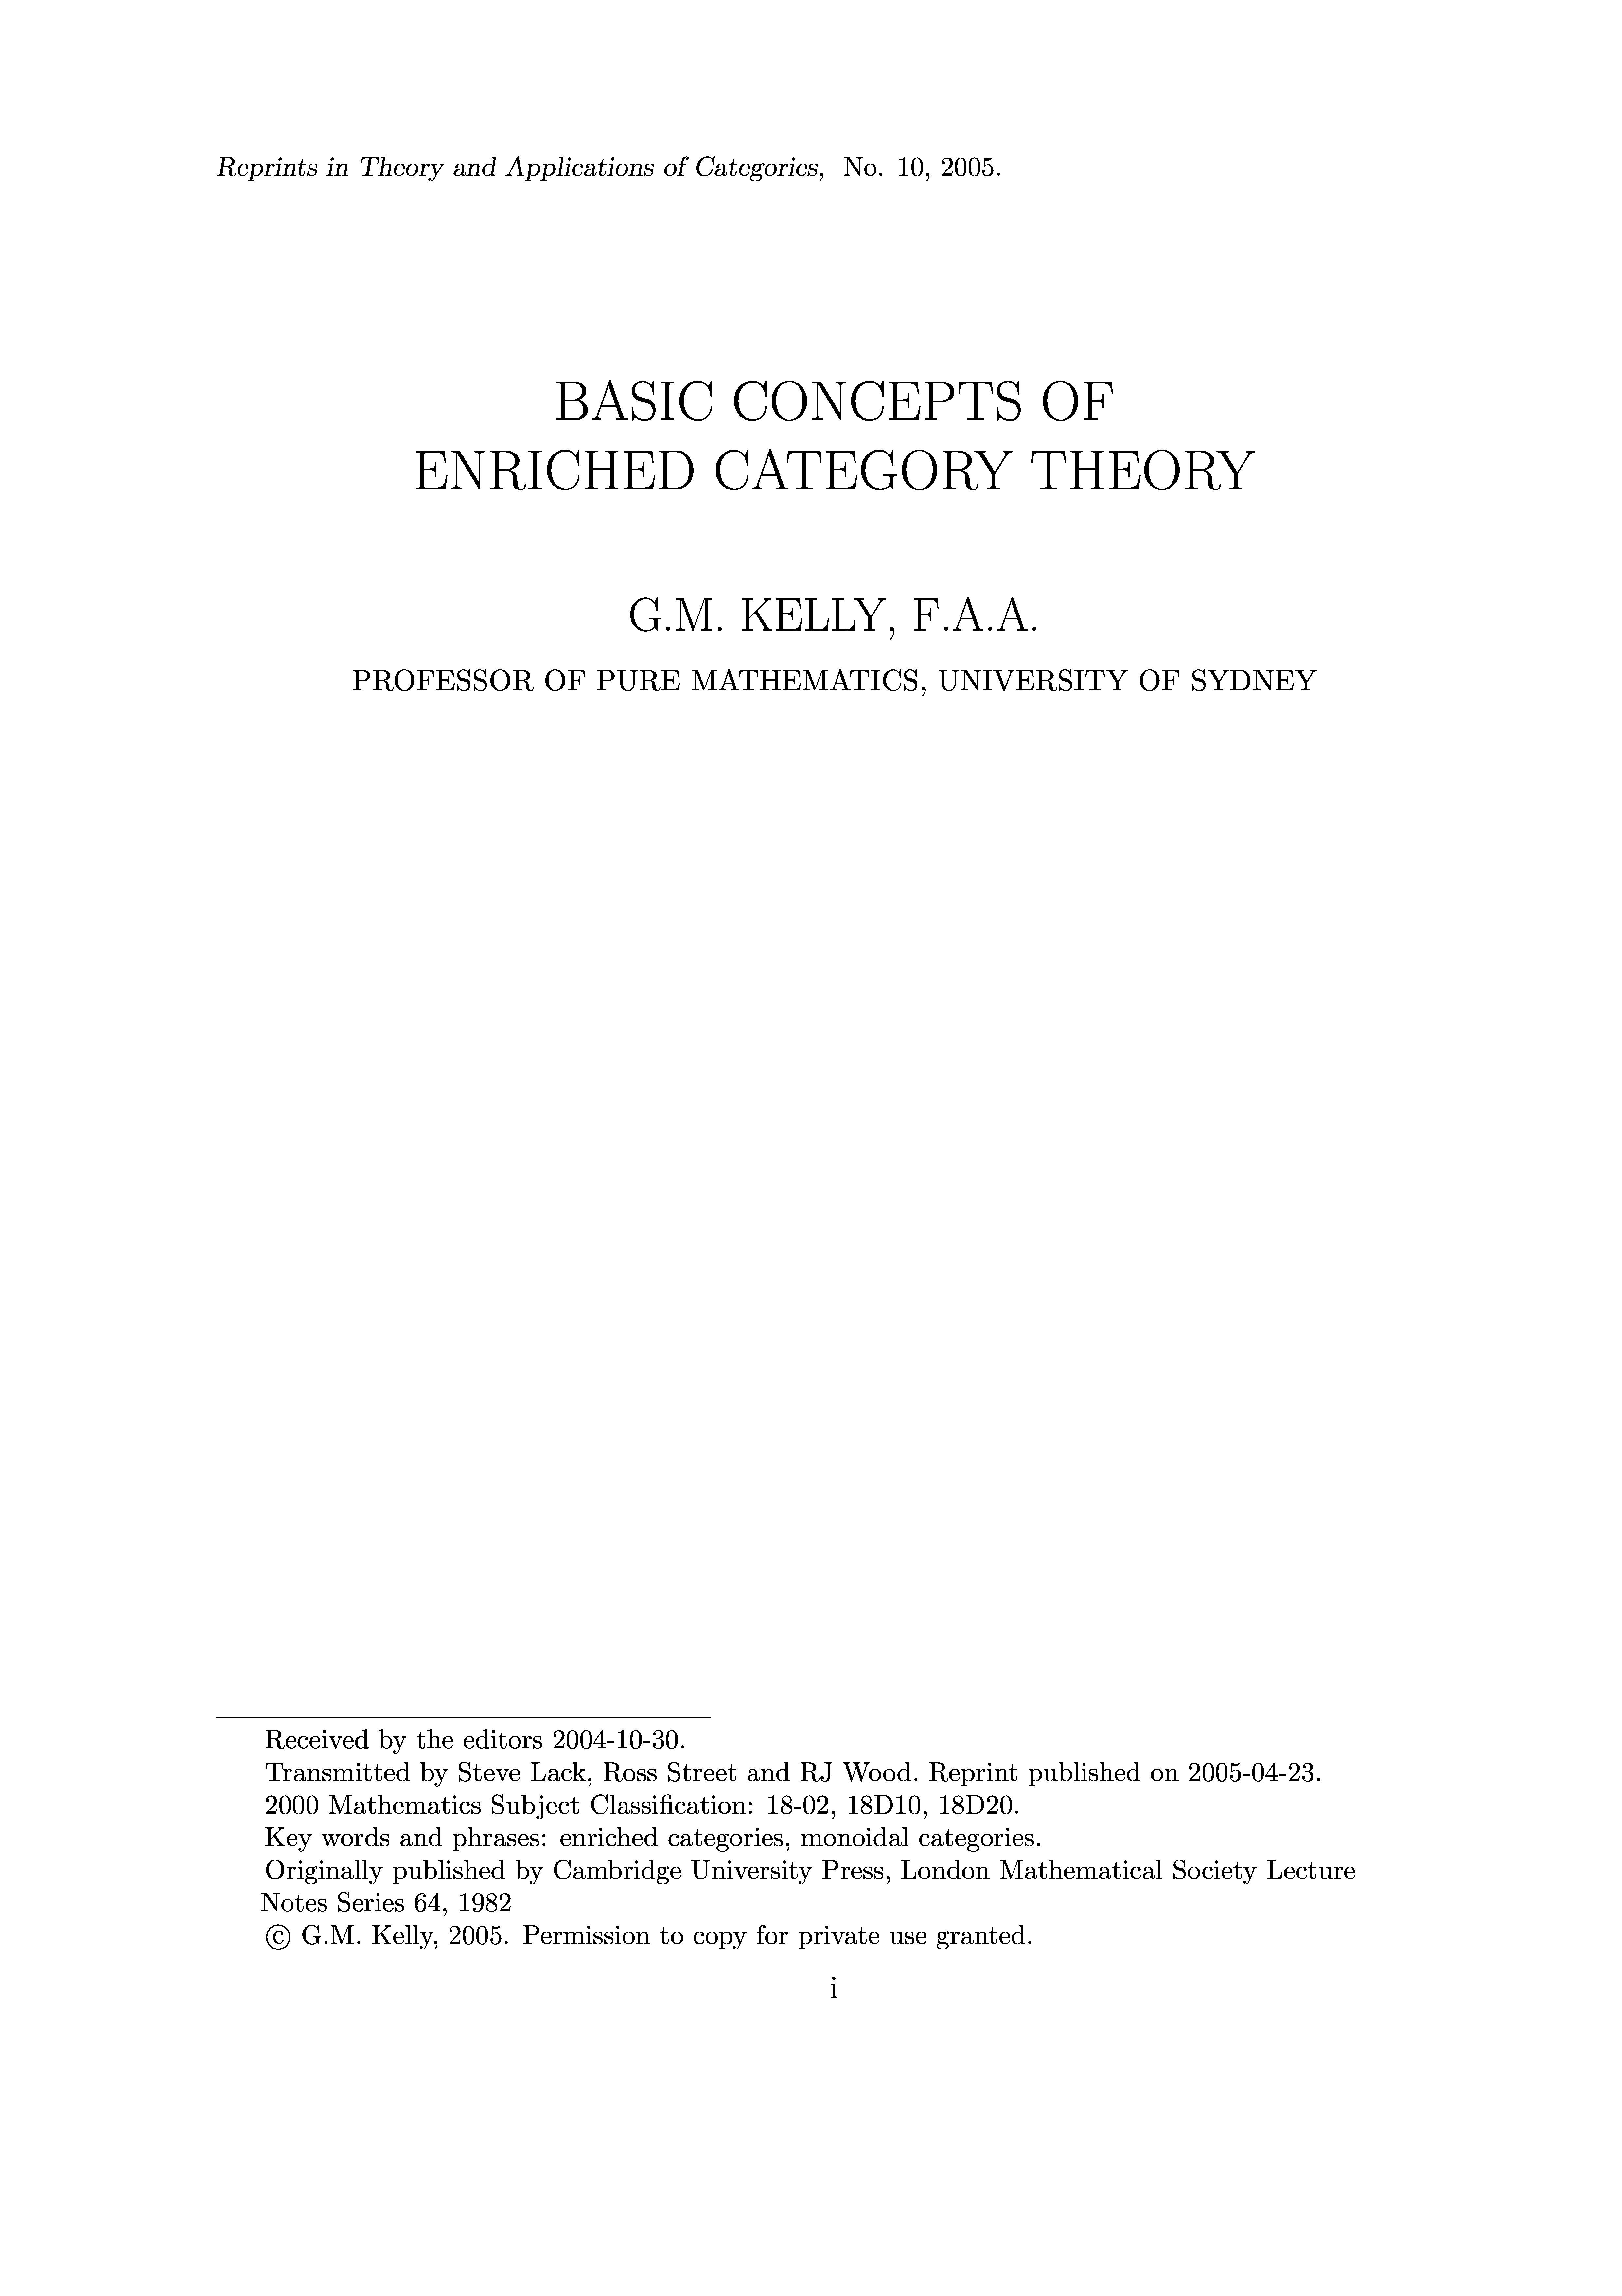 Reprints in Theory and Applications of Categories, No. 10, 2005.
BASIC CONCEPTS OF
ENRICHED CATEGORY THEORY
G.M. KELLY, F.A.A.
PROFESSOR OF PURE MATHEMATICS, UNIVERSITY OF SYDNEY
Received by the editors 2004-10-30.
Transmitted by Steve Lack, Ross Street and RJ Wood. Reprint published on 2005-04-23.
2000 Mathematics Subject Classification: 18-02, 18D10, 18D20.
Key words and phrases: enriched categories, monoidal categories.
Originally published by Cambridge University Press, London Mathematical Society Lecture
Notes Series 64, 1982
© G.M. Kelly, 2005. Permission to copy for private use granted.
i